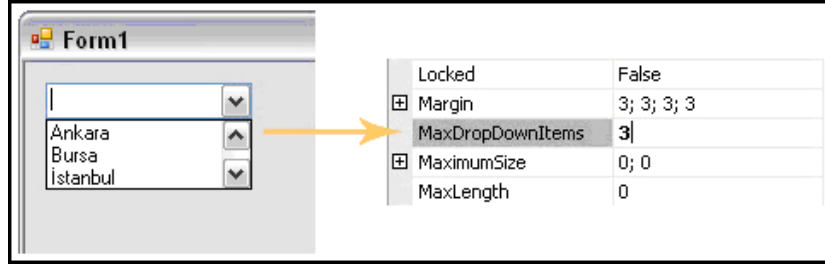 Form1
Ankara
Bursa
İstanbul
Locked False
Margin 3; 3; 3; 3
MaxDropDownItems 3
MaximumSize 0; 0
MaxLength 0